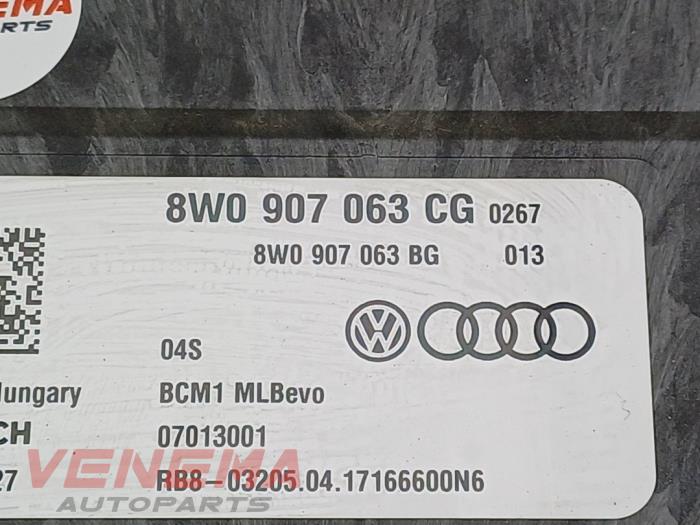 EMA
PARTS
8W0 907 063 CG 0267
8W0 907 063 BG 013
04S
Hungary BCM1 MLBevo
CH 07013001
27 RB8-03205.04.17166600N6
VENEMA
AUTOPARTS